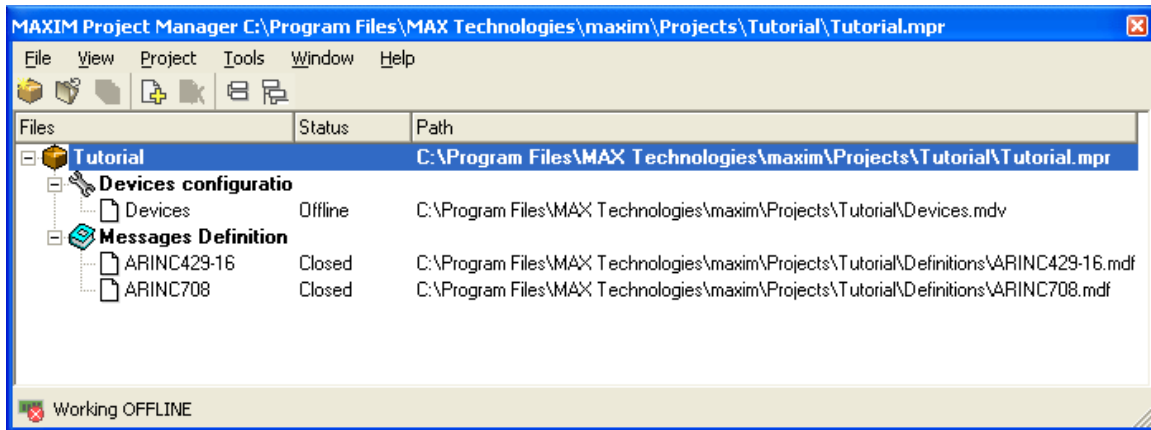 MAXIM Project Manager C:\Program Files\MAX Technologies\maxim\Projects\Tutorial\Tutorial.mpr
File View Project Tools Window Help
Files Status Path
Tutorial C:\Program Files\MAX Technologies\maxim\Projects\Tutorial\Tutorial.mpr
Devices configuratio
Devices Offline C:\Program Files\MAX Technologies\maxim\Projects\Tutorial\Devices.mdv
Messages Definition
ARINC429-16 Closed C:\Program Files\MAX Technologies\maxim\Projects\Tutorial\Definitions\ARINC429-16.mdf
ARINC708 Closed C:\Program Files\MAX Technologies\maxim\Projects\Tutorial\Definitions\ARINC708.mdf
Working OFFLINE